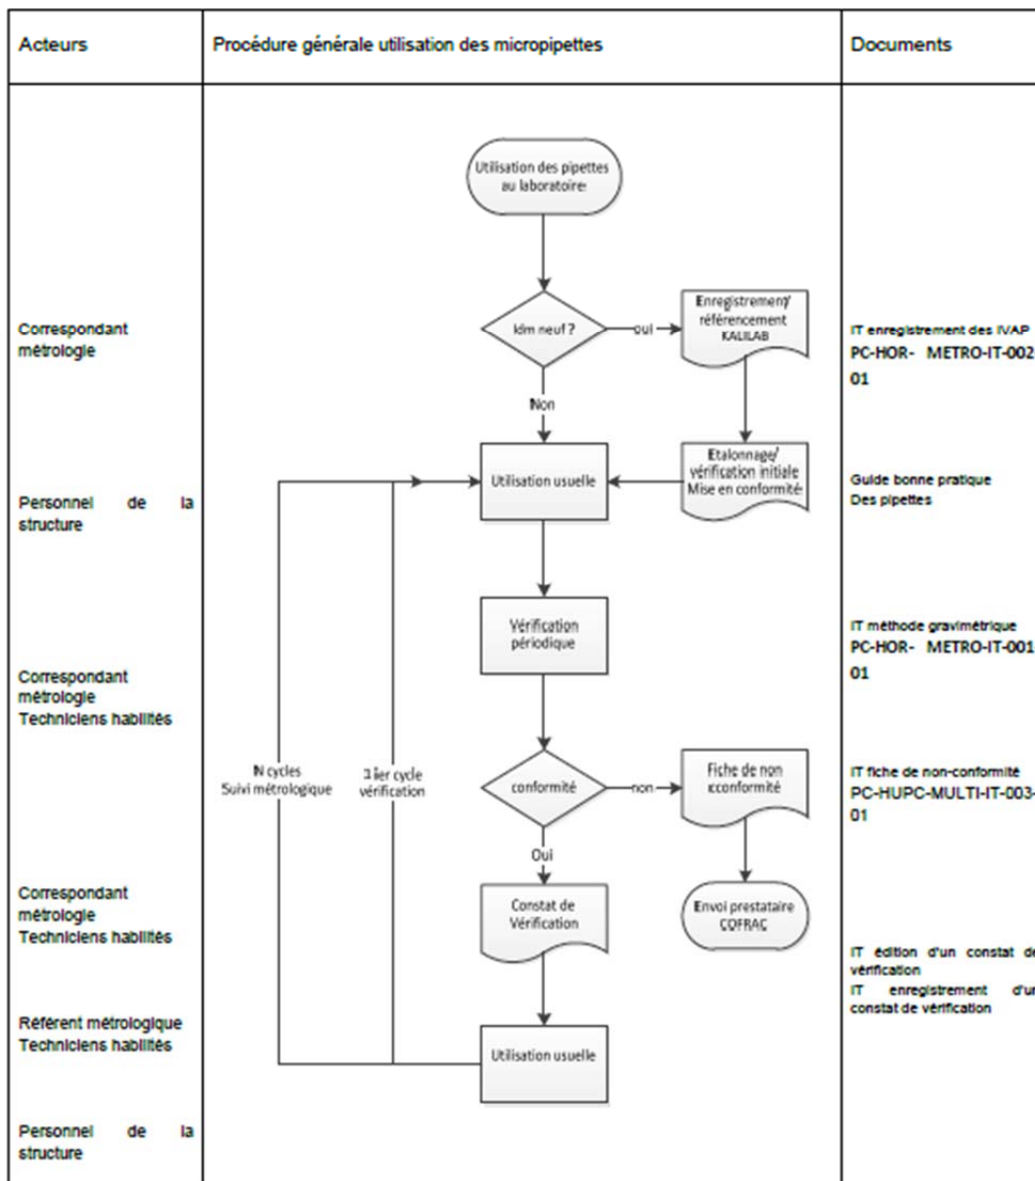 Acteurs
Procédure générale utilisation des micropipettes
Documents
Utilisation des pipettes
au laboratoire
Correspondant
métrologie
Idm neuf ?
oui
Enregistrement/
référencement
KALILAB
IT enregistrement des IVAP
PC-HOR- METRO-IT-002
01
Non
Personnel de la
structure
Utilisation usuelle
Etalonnage/
vérification initiale
Mise en conformité
Guide bonne pratique
Des pipettes
Vérification
périodique
IT méthode gravimétrique
PC-HOR- METRO-IT-001
01
Correspondant
métrologie
Techniciens habilités
N cycles
Suivi métrologique
1 ier cycle
vérification
conformité
non
Fiche de non
conformité
IT fiche de non-conformité
PC-HUPC-MULTI-IT-003-
01
Oui
Correspondant
métrologie
Techniciens habilités
Constat de
Vérification
Envoi prestataire
COFRAC
IT édition d'un constat de
vérification
IT enregistrement d'un
constat de vérification
Référent métrologique
Techniciens habilités
Utilisation usuelle
Personnel de la
structure